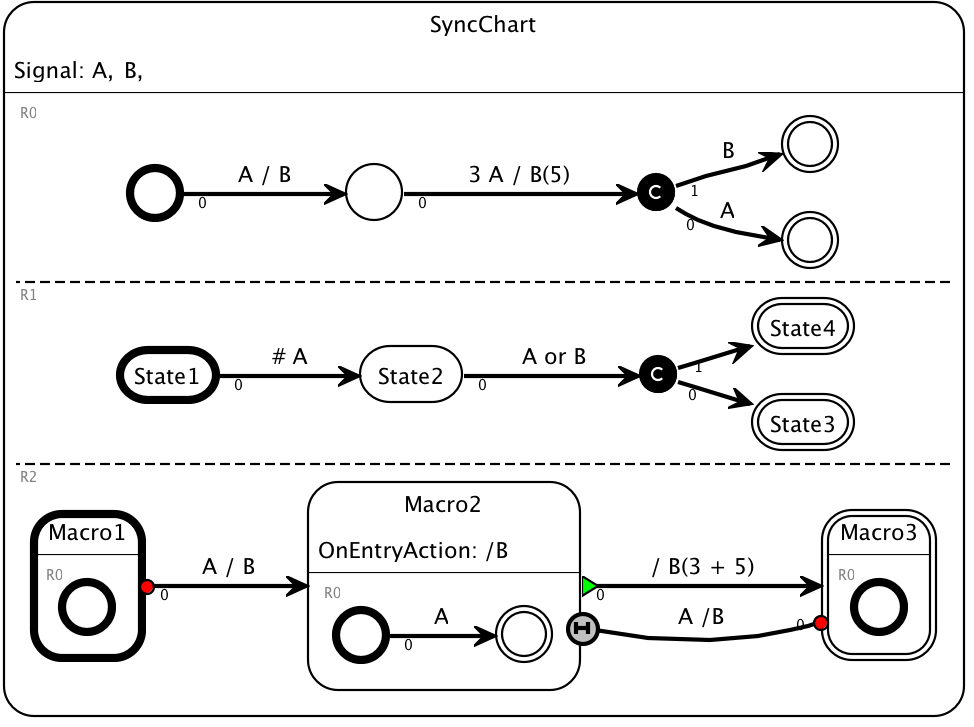 SyncChart
Signal: A, B,
R0
A / B
0
3 A / B(5)
0
C
B
1
A
0
R1
State1
# A
0
State2
A or B
0
C
1
State4
0
State3
R2
Macro1
R0
A / B
0
Macro2
OnEntryAction: /B
R0
A
0
/ B(3 + 5)
0
H
A /B
0
Macro3
R0